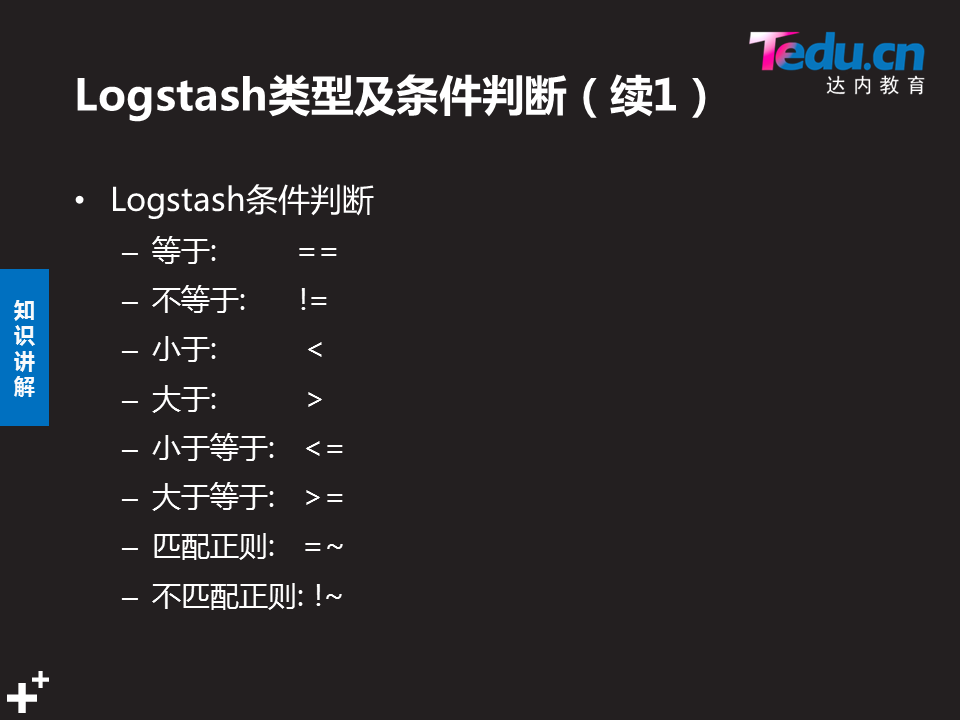 Tedu.cn
达内教育
Logstash类型及条件判断（续1）
• Logstash条件判断
– 等于: ==
– 不等于: !=
– 小于: <
– 大于: >
– 小于等于: <=
– 大于等于: >=
– 匹配正则: =~
– 不匹配正则: !~
知
识
讲
解